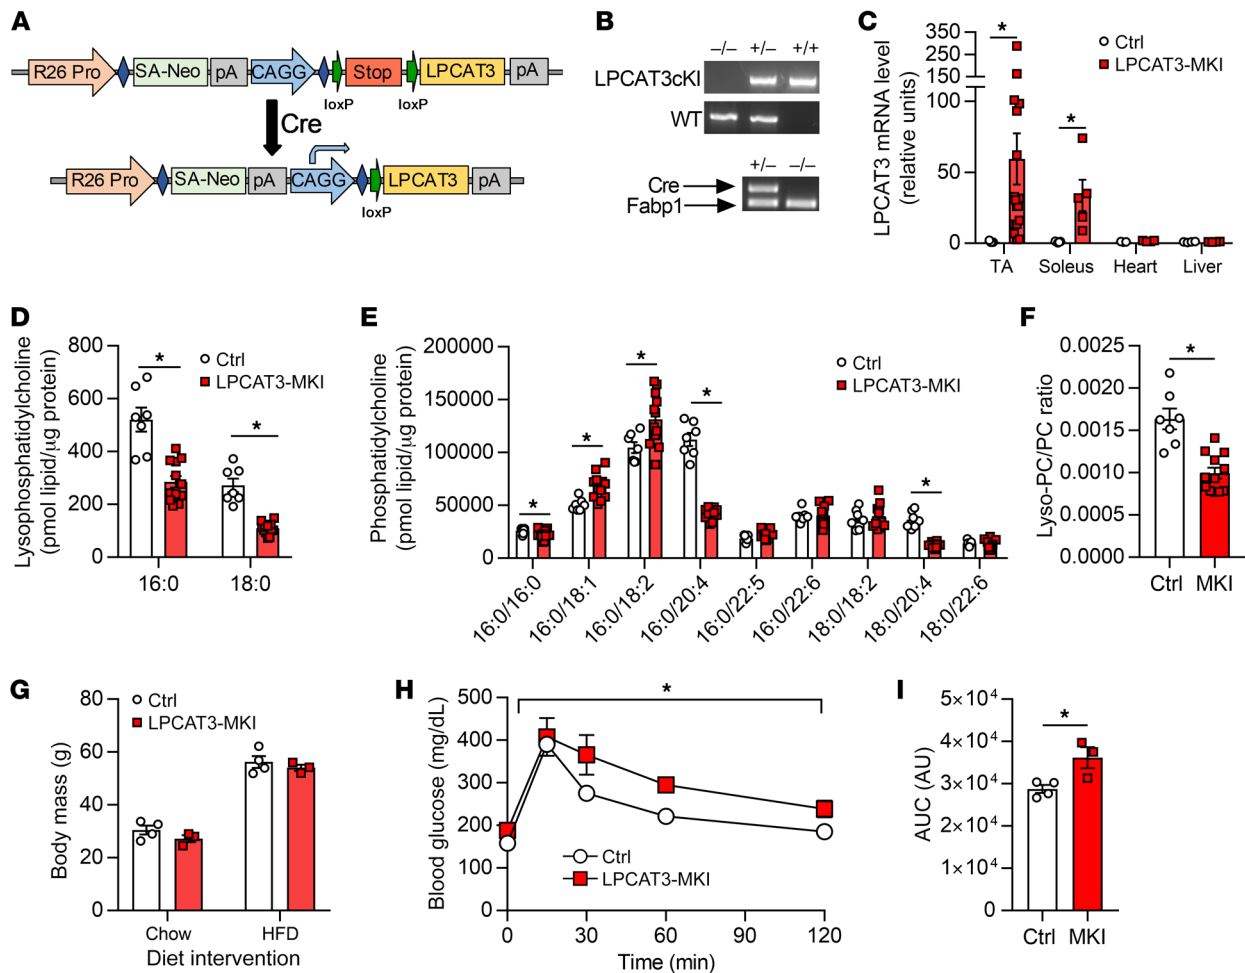 A
R26 Pro SA-Neo pA CAGG Stop LPCAT3 pA
loxP loxP
Cre
R26 Pro SA-Neo pA CAGG LPCAT3 pA
loxP
B
–/– +/– +/+
LPCAT3cKI
WT
+/– –/–
Cre
Fabp1
C
LPCAT3 mRNA level
(relative units)
350
250
150
100
50
0
* *
Ctrl
LPCAT3-MKI
TA Soleus Heart Liver
D
Lysophosphatidylcholine
(pmol lipid/µg protein)
800
600
400
200
0
* *
Ctrl
LPCAT3-MKI
16:0 18:0
E
Phosphatidylcholine
(pmol lipid/µg protein)
200000
150000
100000
50000
0
* * * * *
Ctrl
LPCAT3-MKI
16:0/16:0
16:0/18:1
16:0/18:2
16:0/20:4
16:0/22:5
16:0/22:6
18:0/18:2
18:0/20:4
18:0/22:6
F
Lyso-PC/PC ratio
0.0025
0.0020
0.0015
0.0010
0.0005
0.0000
*
Ctrl MKI
G
Body mass (g)
80
60
40
20
0
Ctrl
LPCAT3-MKI
Chow HFD
Diet intervention
H
Blood glucose (mg/dL)
500
400
300
200
100
0
*
Ctrl
LPCAT3-MKI
0 30 60 90 120
Time (min)
I
AUC (AU)
5×10⁴
4×10⁴
3×10⁴
2×10⁴
1×10⁴
0
*
Ctrl MKI